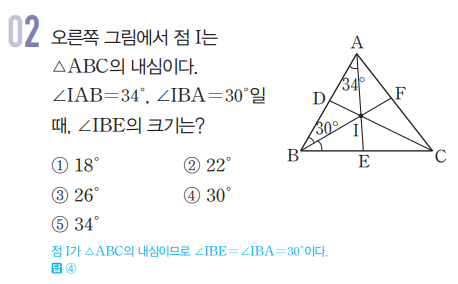 02
오른쪽 그림에서 점 I는
△ABC의 내심이다.
∠IAB=34°, ∠IBA=30°일
때, ∠IBE의 크기는?
① 18° ② 22°
③ 26° ④ 30°
⑤ 34°
A
34°
D F
30° I
B E C
점 I가 △ABC의 내심이므로 ∠IBE=∠IBA=30°이다.
답 ④